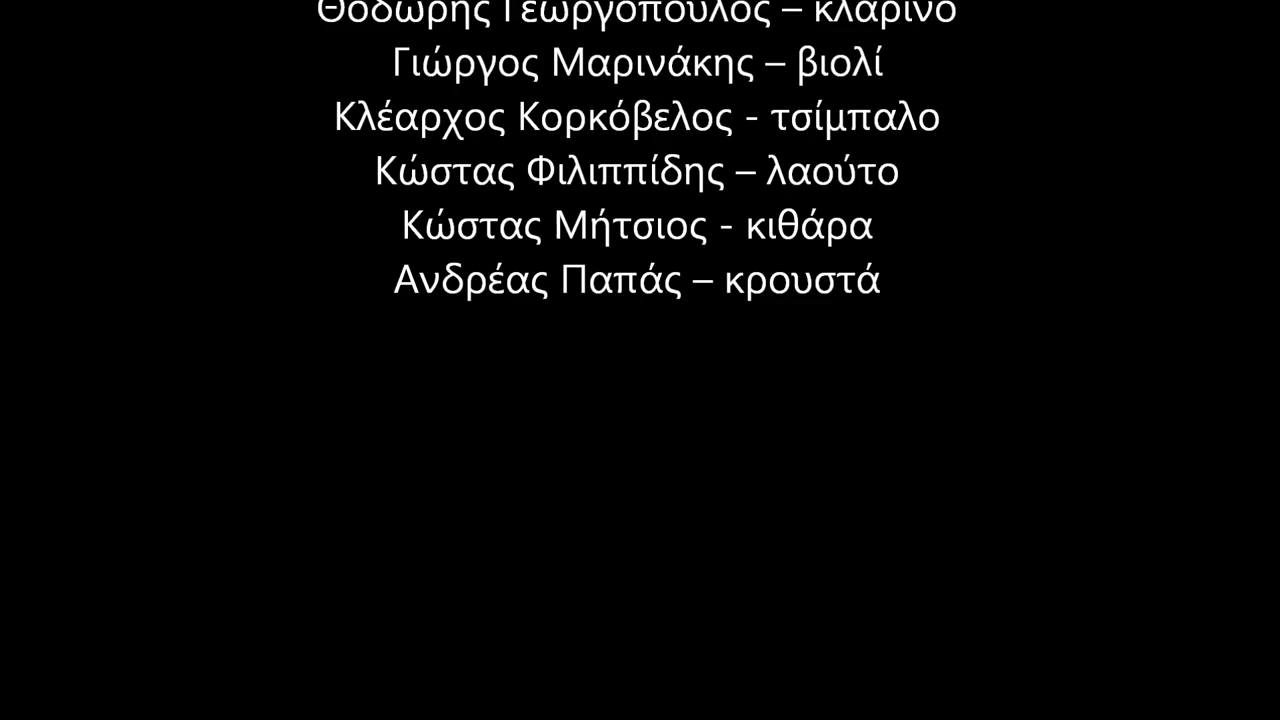 Θοδωρής Γεωργόπουλος – κλαρίνο
Γιώργος Μαρινάκης – βιολί
Κλέαρχος Κορκόβελος - τσίμπαλο
Κώστας Φιλιππίδης – λαούτο
Κώστας Μήτσιος - κιθάρα
Ανδρέας Παπάς – κρουστά